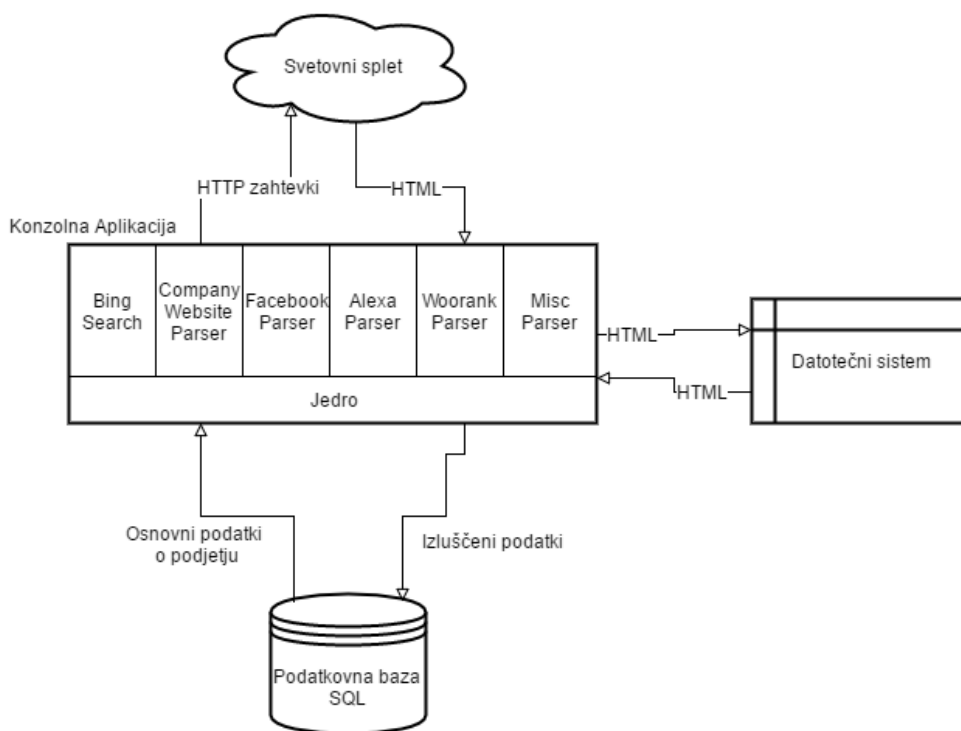 Svetovni splet
HTTP zahtevki
HTML
Konzolna Aplikacija
Bing
Search
Company
Website
Parser
Facebook
Parser
Alexa
Parser
Woorank
Parser
Misc
Parser
HTML
Datotečni sistem
HTML
Jedro
Osnovni podatki
o podjetju
Izluščeni podatki
Podatkovna baza
SQL